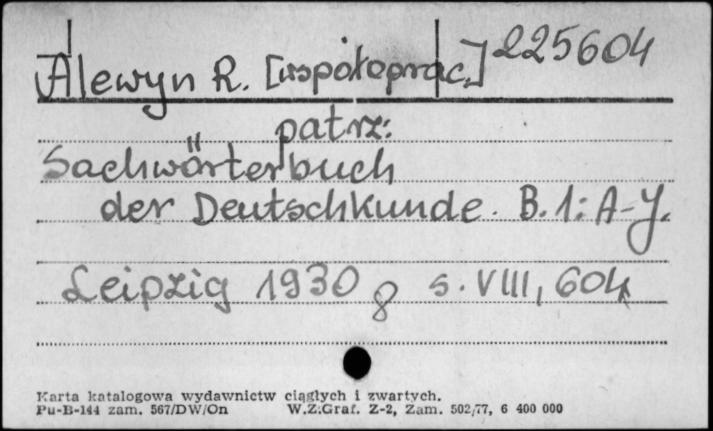 Alewyn R. [współoprac.] 225604
patrz:
Sachwörterbuch
der Deutschkunde. B.1: A-J.
Leipzig 1930 8 s. VIII, 604
Karta katalogowa wydawnictw ciągłych i zwartych.
Pu-B-144 zam. 567/DW/On W.Z.Graf. Z-2, Zam. 502/77, 6 400 000